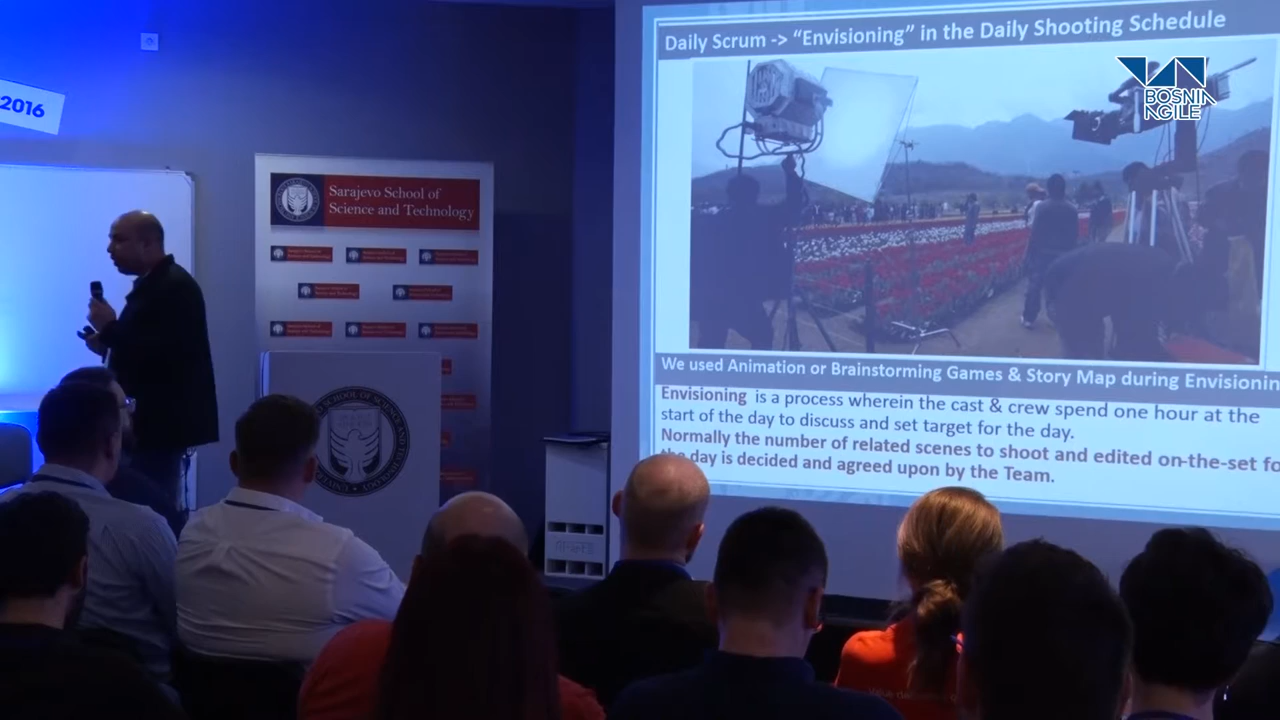 2016
Daily Scrum -> “Envisioning” in the Daily Shooting Schedule
BOSNIA
AGILE
Sarajevo School of
Science and Technology
We used Animation or Brainstorming Games & Story Map during Envisionin
Envisioning is a process wherein the cast & crew spend one hour at the
start of the day to discuss and set target for the day.
Normally the number of related scenes to shoot and edited on-the-set fo
the day is decided and agreed upon by the Team.